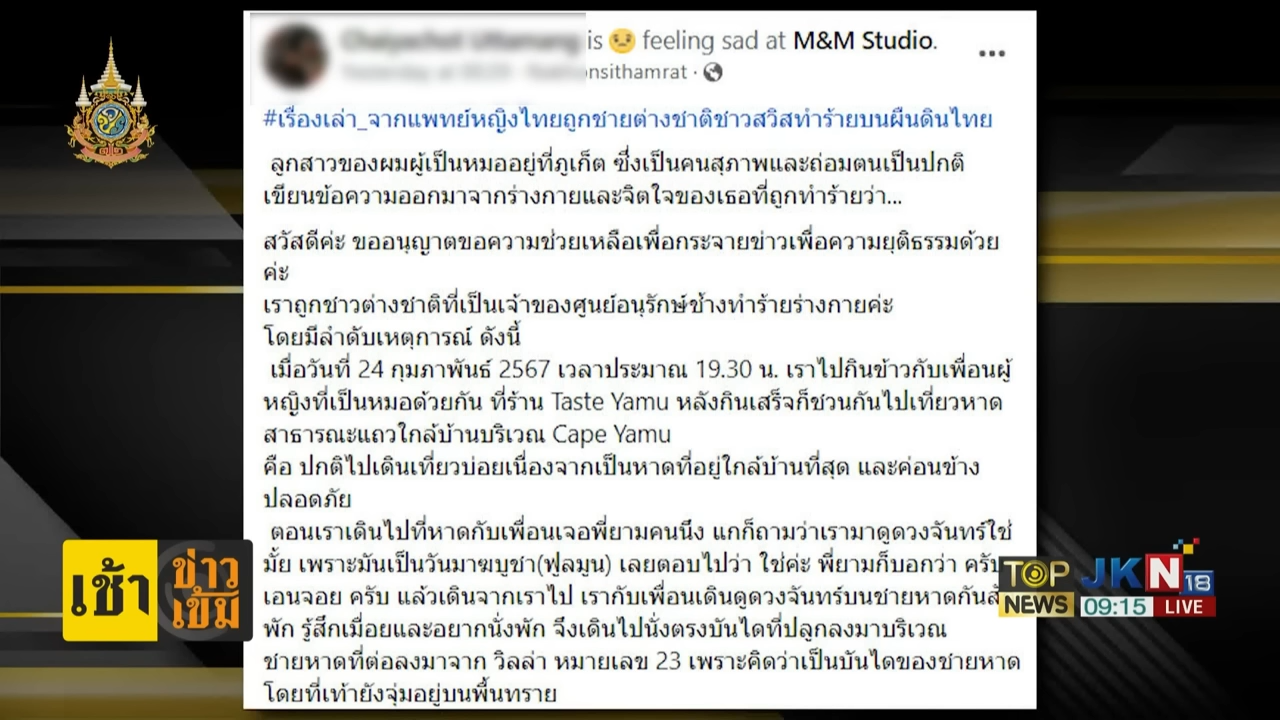 is feeling sad at M&M Studio.
nsithamrat ·
#เรื่องเล่า_จากแพทย์หญิงไทยถูกชายต่างชาติชาวสวิสทำร้ายบนผืนดินไทย
ลูกสาวของผมผู้เป็นหมออยู่ที่ภูเก็ต ซึ่งเป็นคนสุภาพและถ่อมตนเป็นปกติ
เขียนข้อความออกมาจากร่างกายและจิตใจของเธอที่ถูกทำร้ายว่า...
สวัสดีค่ะ ขออนุญาตขอความช่วยเหลือเพื่อกระจายข่าวเพื่อความยุติธรรมด้วย
ค่ะ
เราถูกชาวต่างชาติที่เป็นเจ้าของศูนย์อนุรักษ์ช้างทำร้ายร่างกายค่ะ
โดยมีลำดับเหตุการณ์ ดังนี้
เมื่อวันที่ 24 กุมภาพันธ์ 2567 เวลาประมาณ 19.30 น. เราไปกินข้าวกับเพื่อนผู้
หญิงที่เป็นหมอด้วยกัน ที่ร้าน Taste Yamu หลังกินเสร็จก็ชวนกันไปเที่ยวหาด
สาธารณะแถวใกล้บ้านบริเวณ Cape Yamu
คือ ปกติไปเดินเที่ยวบ่อยเนื่องจากเป็นหาดที่อยู่ใกล้บ้านที่สุด และค่อนข้าง
ปลอดภัย
ตอนเราเดินไปที่หาดกับเพื่อนเจอพี่ยามคนนึง แกก็ถามว่าเรามาดูดวงจันทร์ใช่
มั้ย เพราะมันเป็นวันมาฆบูชา(ฟูลมูน) เลยตอบไปว่า ใช่ค่ะ พี่ยามก็บอกว่า ครับ
เอนจอย ครับ แล้วเดินจากเราไป เรากับเพื่อนเดินดูดวงจันทร์บนชายหาดกัน
พัก รู้สึกเมื่อยและอยากนั่งพัก จึงเดินไปนั่งตรงบันไดที่ปลูกลงมาบริเวณ
ชายหาดที่ต่อลงมาจาก วิลล่า หมายเลข 23 เพราะคิดว่าเป็นบันไดของชายหาด
โดยที่เท้ายังจุ่มอยู่บนพื้นทราย
เช้า ข่าว
เข้ม
TOP NEWS
JKN 18
09:15 LIVE